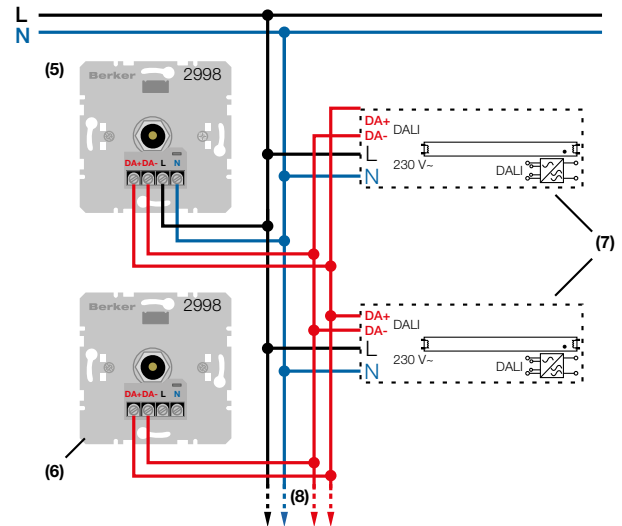 L
N
(5)
Berker 2998
DA+ DA- L N
DA+
DA- DALI
L
230 V~
DALI
N
(7)
Berker 2998
DA+ DA- L N
DA+
DA- DALI
L
230 V~
DALI
N
(6)
(8)